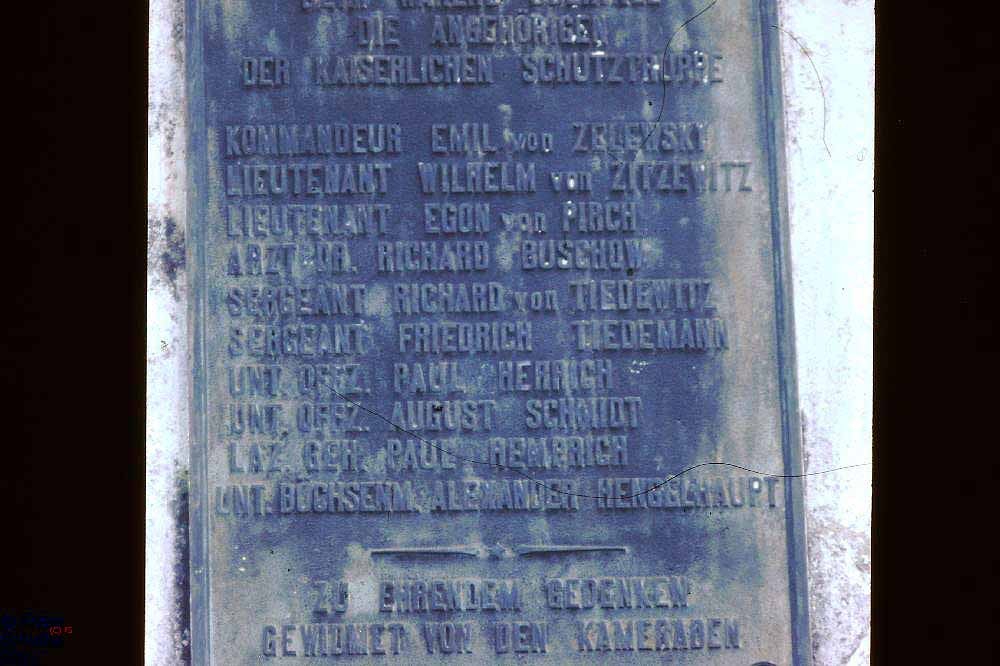 DIE ANGEHÖRIGEN
DER KAISERLICHEN SCHUTZTRUPPE
KOMMANDEUR EMIL von ZELEWSKY
LIEUTENANT WILHELM von ZITZEWITZ
LIEUTENANT EGON von PIRCH
ARZT DR. RICHARD BUSCHOW
SERGEANT RICHARD von TIEDEWITZ
SERGEANT FRIEDRICH TIEDEMANN
UNT. OFFZ. PAUL HERRICH
UNT. OFFZ. AUGUST SCHMIDT
LAZ. GEH. PAUL HEMPRICH
UNT. BÜCHSENM. ALEXANDER HENGELHAUPT
ZU EHRENDEM GEDENKEN
GEWIDMET VON DEN KAMERADEN